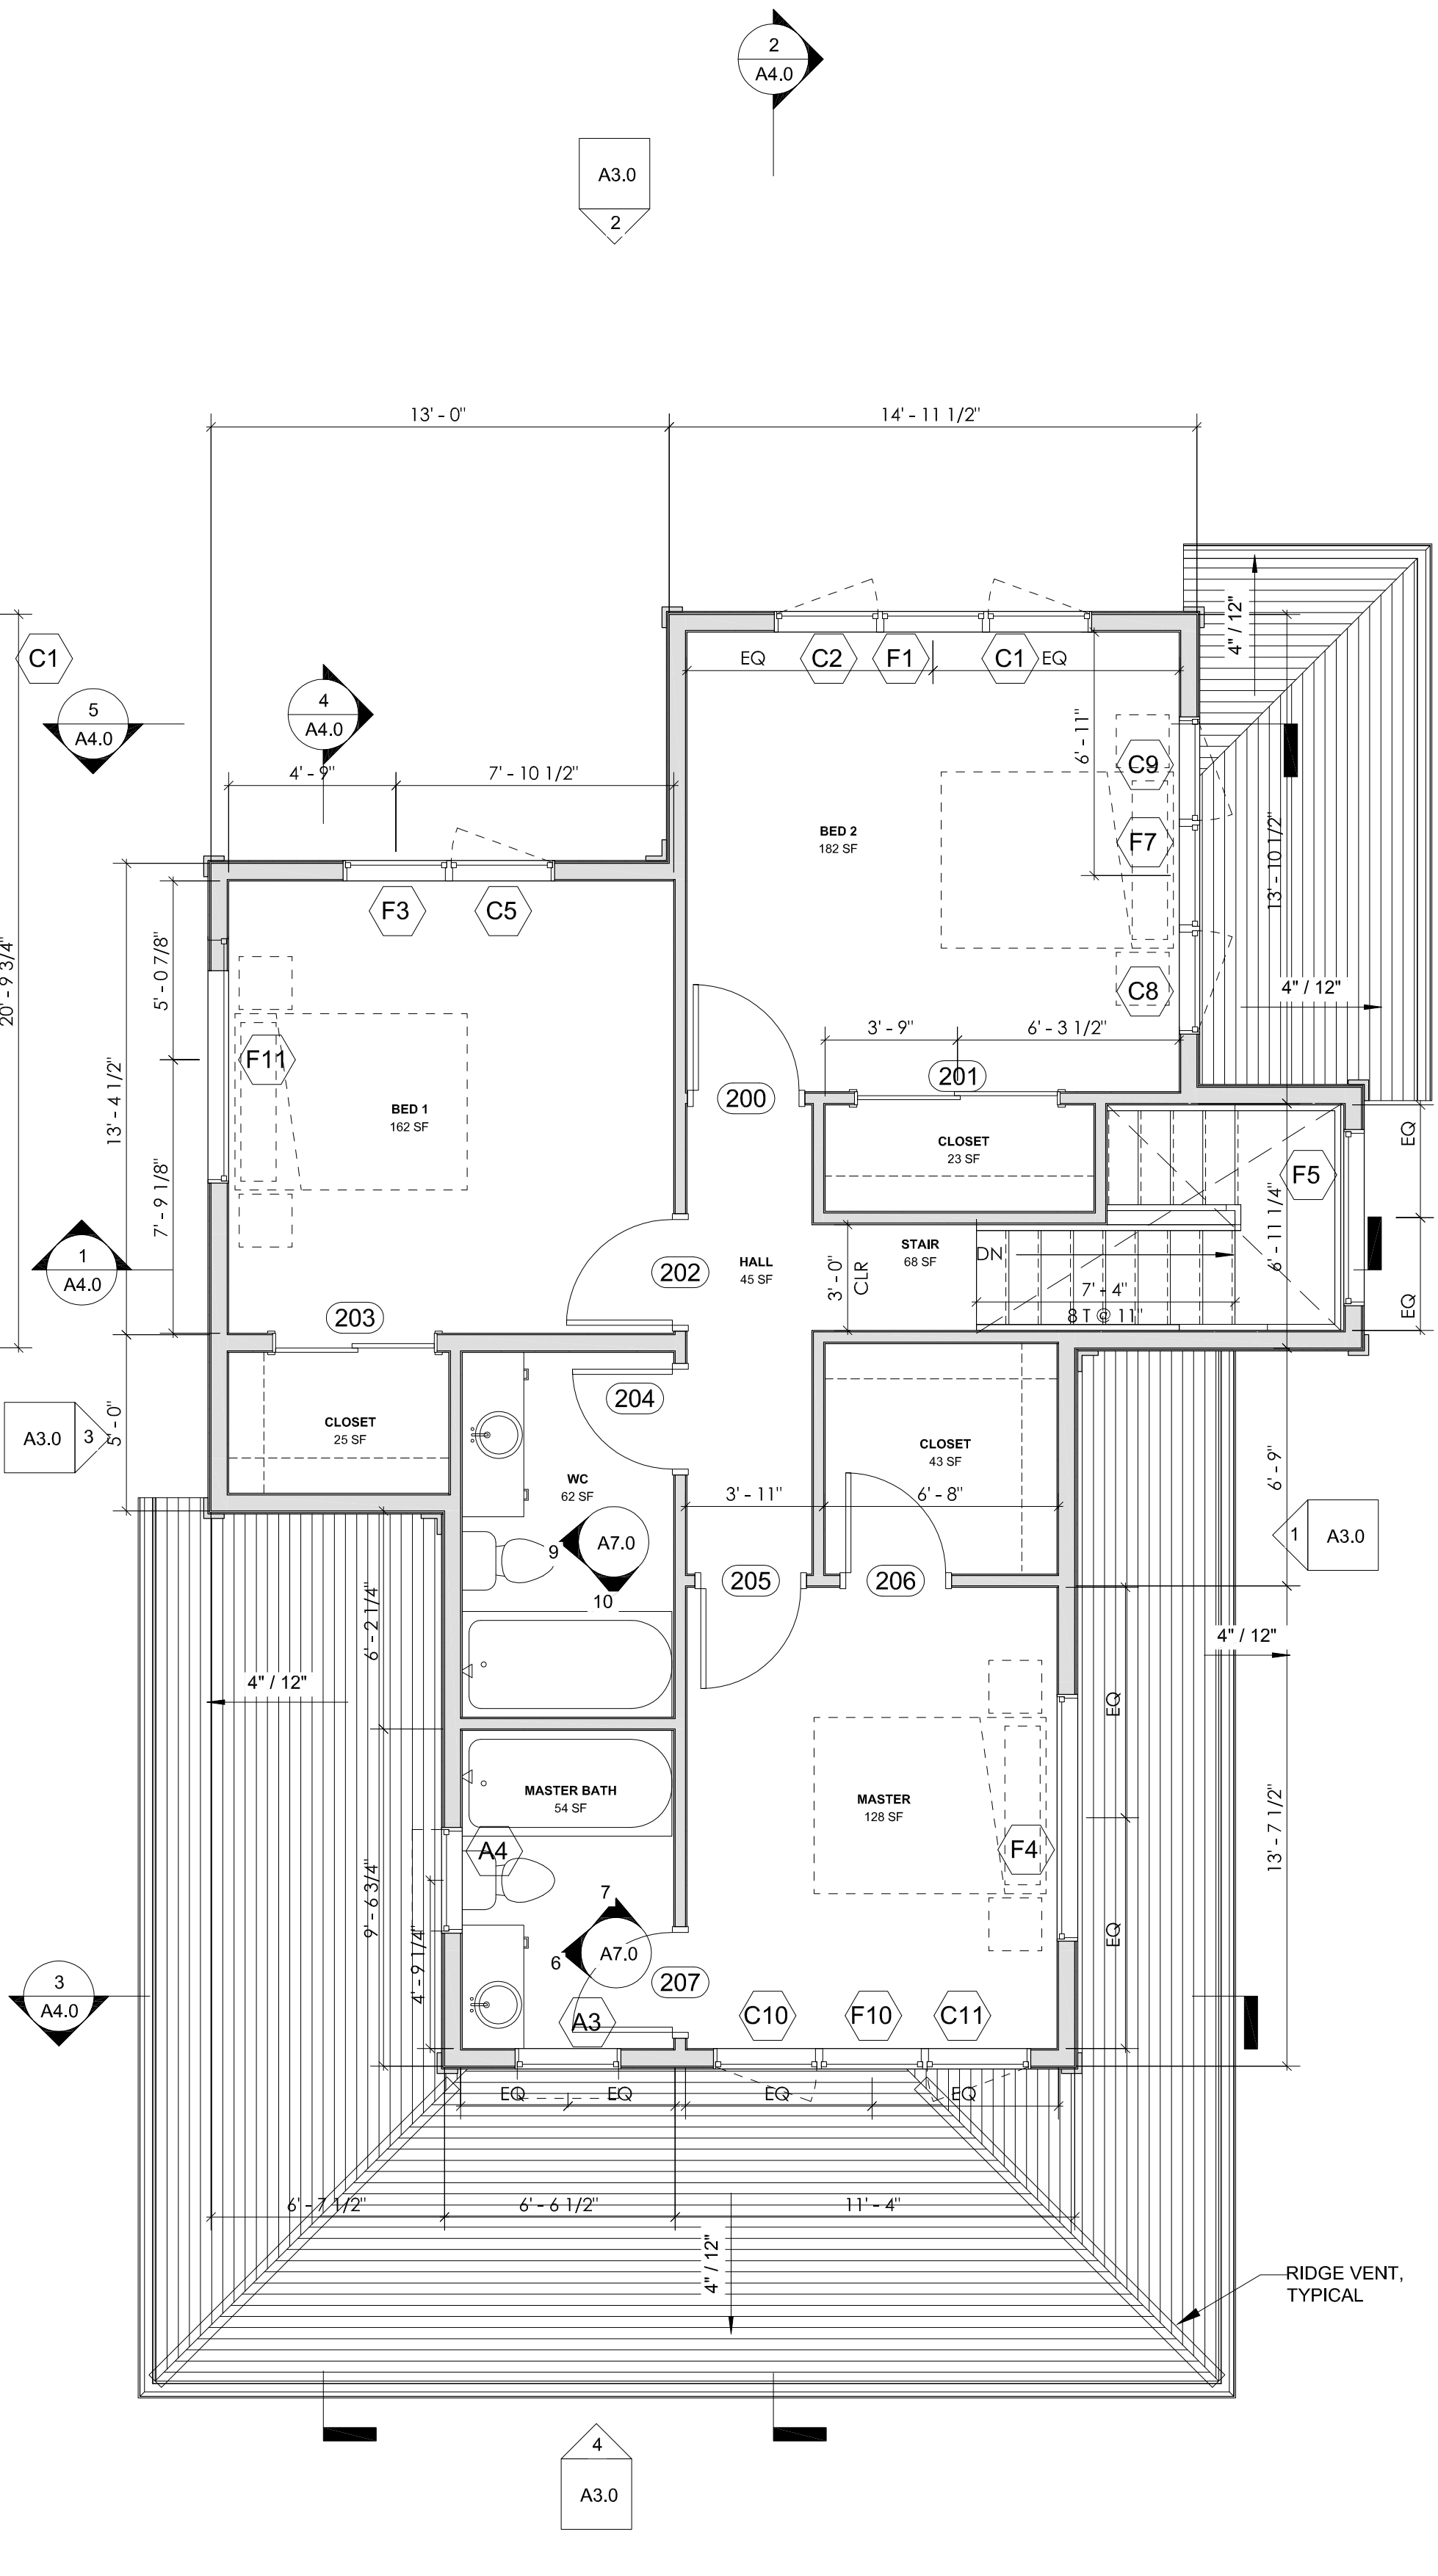 2
A4.0
A3.0
2
13' - 0"
14' - 11 1/2"
4" / 12"
C1
EQ
C2
F1
C1
EQ
5
A4.0
4
A4.0
6' - 11"
4' - 9"
7' - 10 1/2"
C9
BED 2
182 SF
F7
13' - 10 1/2"
F3
C5
20' - 9 3/4"
5' - 0 7/8"
C8
4" / 12"
3' - 9"
6' - 3 1/2"
F11
201
200
13' - 4 1/2"
BED 1
162 SF
CLOSET
23 SF
EQ
F5
7' - 9 1/8"
6' - 11 1/4"
1
A4.0
202
HALL
45 SF
STAIR
68 SF
DN
3' - 0"
CLR
7' - 4"
8 T @ 11"
EQ
203
204
5' - 0"
A3.0
3
CLOSET
25 SF
CLOSET
43 SF
WC
62 SF
6' - 9"
3' - 11"
6' - 8"
9
A7.0
10
1
A3.0
205
206
6' - 2 1/4"
4" / 12"
4" / 12"
EQ
MASTER BATH
54 SF
MASTER
128 SF
13' - 7 1/2"
A4
F4
9' - 6 3/4"
4' - 9 1/4"
7
6
A7.0
EQ
207
3
A4.0
A3
C10
F10
C11
EQ
EQ
EQ
EQ
6' - 7 1/2"
6' - 6 1/2"
11' - 4"
4" / 12"
RIDGE VENT,
TYPICAL
4
A3.0